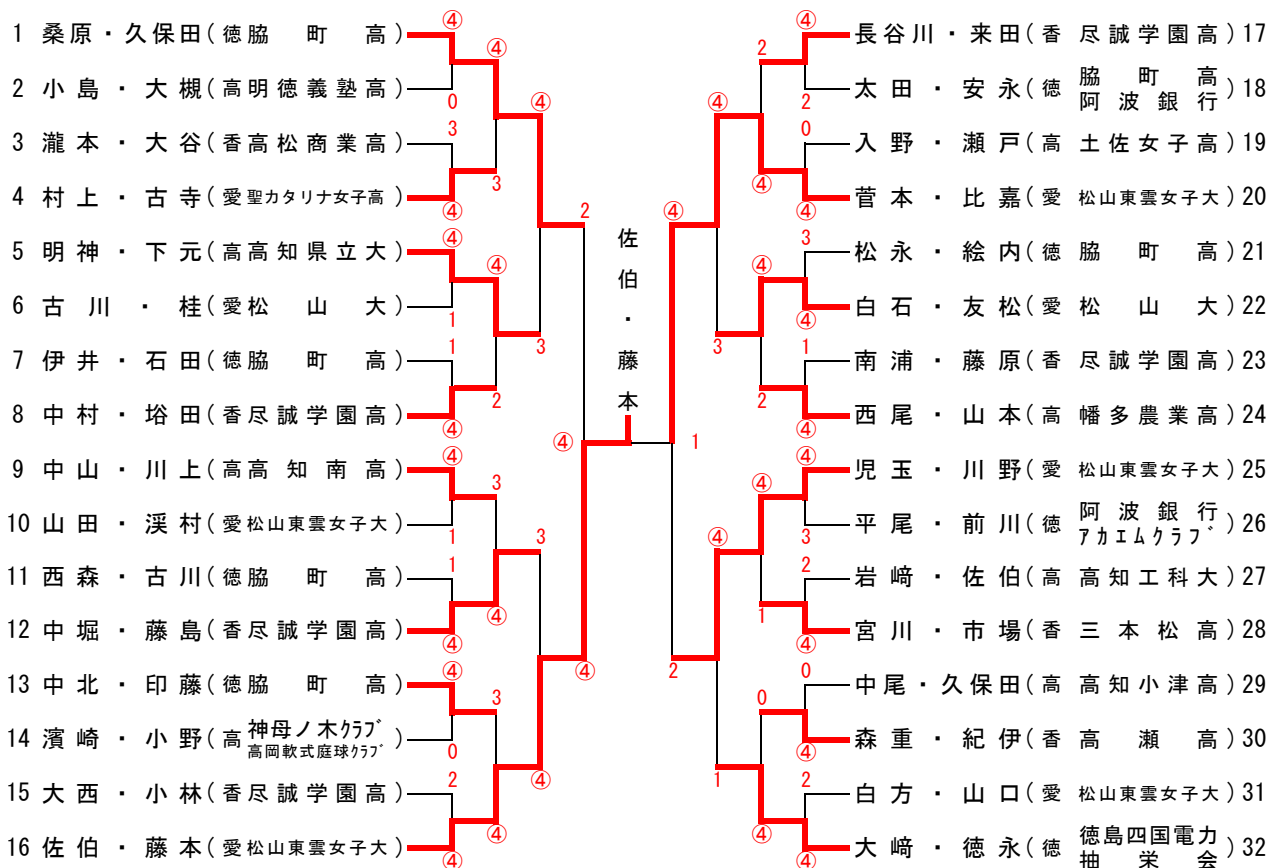 1 桑原・久保田(徳脇町高)
④
0
2 小島・大槻(高明徳義塾高)
④
3 瀧本・大谷(香高松商業高)
3
④
4 村上・古寺(愛聖カタリナ女子高)
3
④
5 明神・下元(高高知県立大)
④
1
6 古川・桂(愛松山大)
④
7 伊井・石田(徳脇町高)
1
④
8 中村・塔田(香尽誠学園高)
2
3
2
9 中山・川上(高高知南高)
④
1
10 山田・渓村(愛松山東雲女子大)
3
11 西森・古川(徳脇町高)
1
④
12 中堀・藤島(香尽誠学園高)
④
3
13 中北・印藤(徳脇町高)
④
0
14 濱崎・小野(高神母ノ木クラブ
高岡軟式庭球クラブ)
3
15 大西・小林(香尽誠学園高)
2
④
16 佐伯・藤本(愛松山東雲女子大)
④
④
④
④
佐伯・藤本
1
長谷川・来田(香尽誠学園高)17
④
2
太田・安永(徳脇町高
阿波銀行)18
2
入野・瀬戸(高土佐女子高)19
0
④
菅本・比嘉(愛松山東雲女子大)20
④
④
松永・絵内(徳脇町高)21
3
④
白石・友松(愛松山大)22
④
南浦・藤原(香尽誠学園高)23
1
④
西尾・山本(高幡多農業高)24
2
3
④
児玉・川野(愛松山東雲女子大)25
④
3
平尾・前川(徳阿波銀行
アカエムクラブ)26
④
岩﨑・佐伯(高高知工科大)27
2
④
宮川・市場(香三本松高)28
1
④
中尾・久保田(高高知小津高)29
0
④
森重・紀伊(香高瀬高)30
0
白方・山口(愛松山東雲女子大)31
2
④
大﨑・徳永(徳徳島四国電力
抽栄会)32
④
1
2